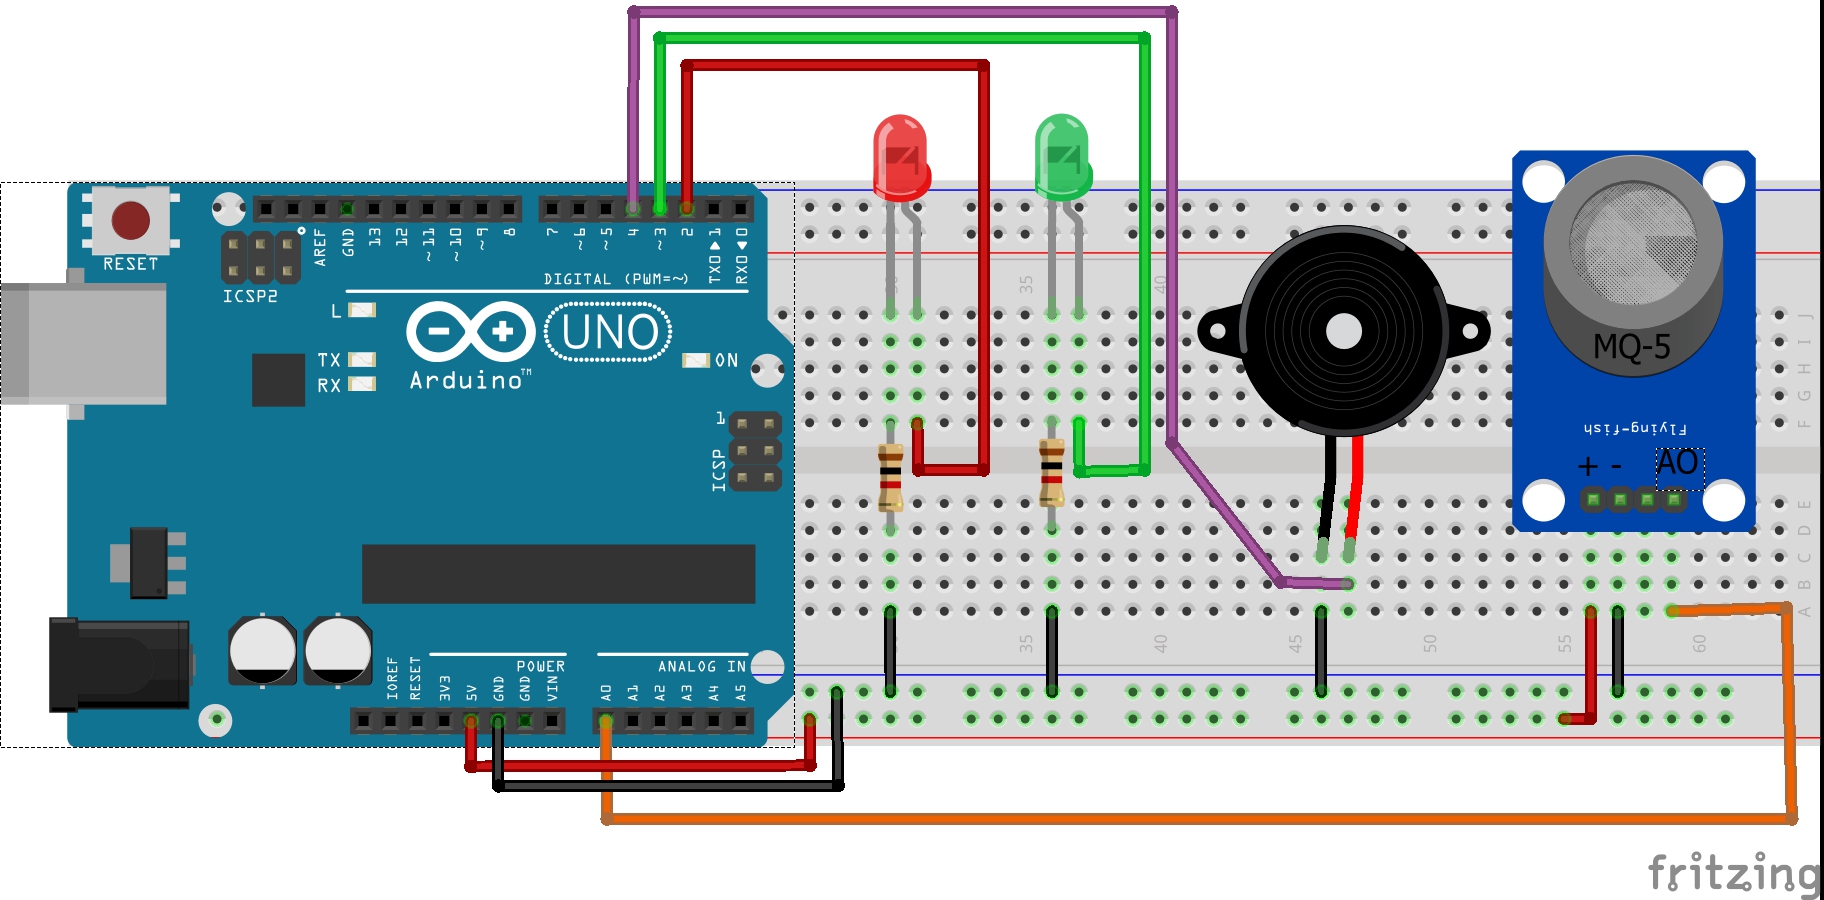 RESET
ICSP2
AREF
GND
13
12
~11
~10
~9
8
7
~6
~5
4
~3
2
TXD▶1
RXD◀0
DIGITAL (PWM=~)
L
TX
RX
UNO
Arduino™
ON
1
ICSP
IOREF
RESET
3V3
5V
GND
GND
VIN
POWER
A0
A1
A2
A3
A4
A5
ANALOG IN
35
40
J
I
H
G
F
E
D
C
B
A
35
40
45
50
55
60
MQ-5
Flying-fish
+ - AO
fritzing